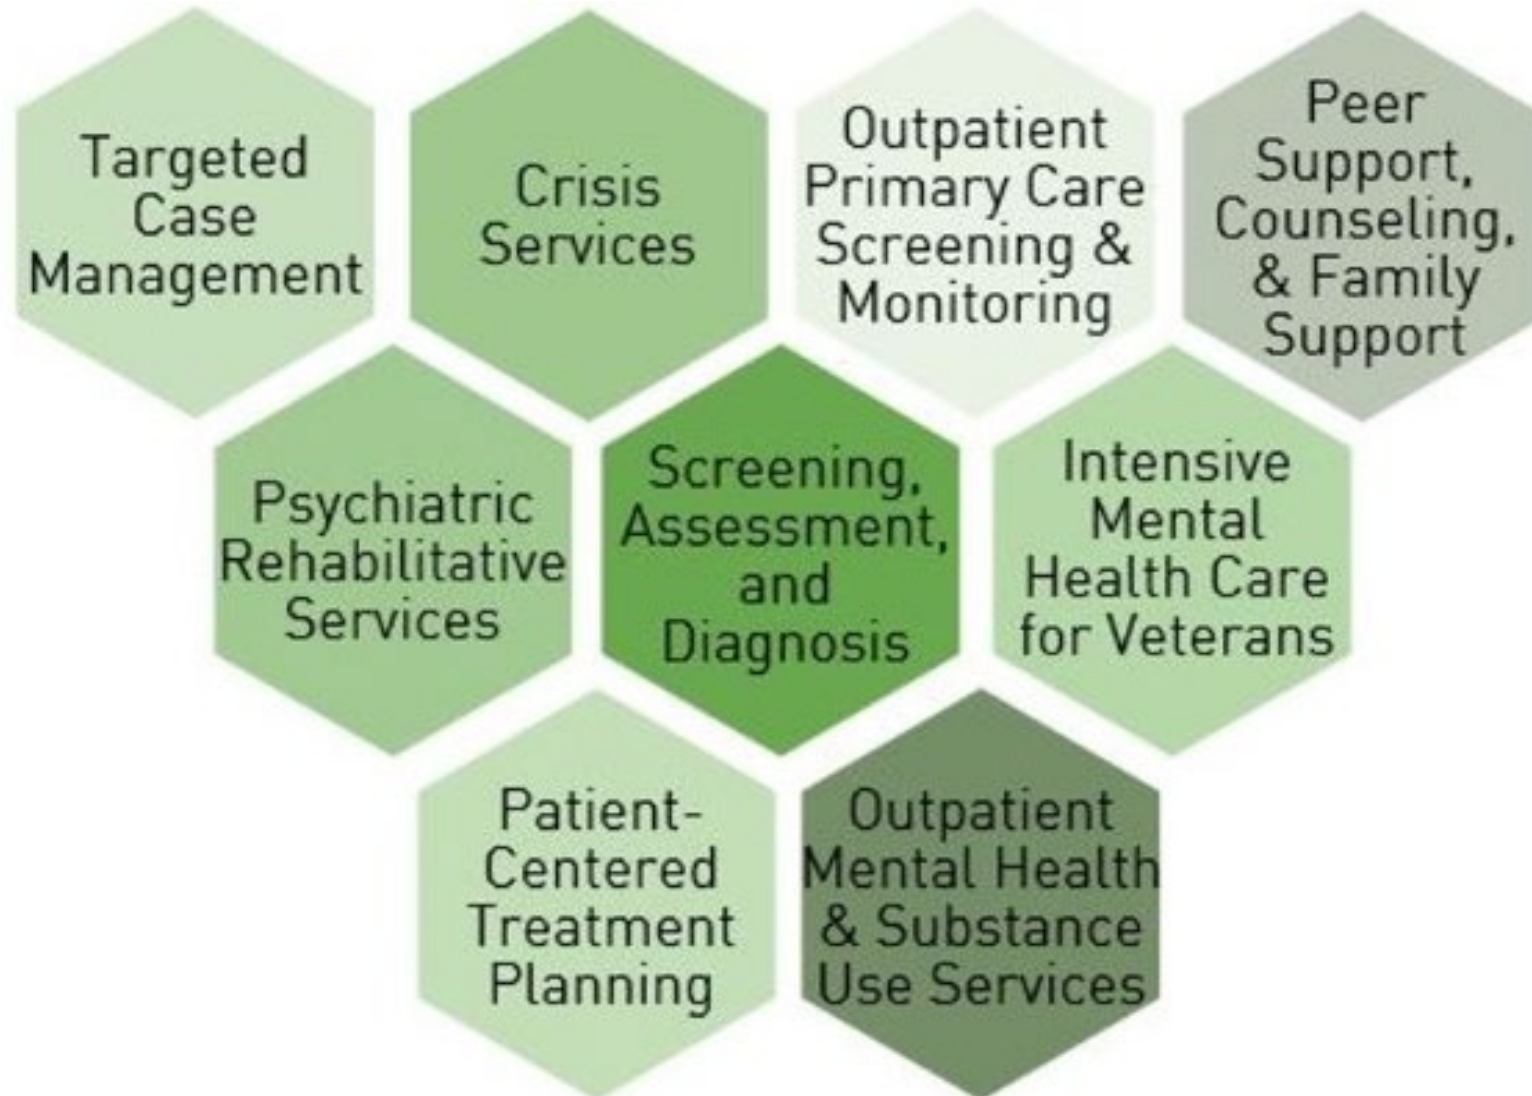 Targeted
Case
Management
Crisis
Services
Outpatient
Primary Care
Screening &
Monitoring
Peer
Support,
Counseling,
& Family
Support
Psychiatric
Rehabilitative
Services
Screening,
Assessment,
and
Diagnosis
Intensive
Mental
Health Care
for Veterans
Patient-
Centered
Treatment
Planning
Outpatient
Mental Health
& Substance
Use Services